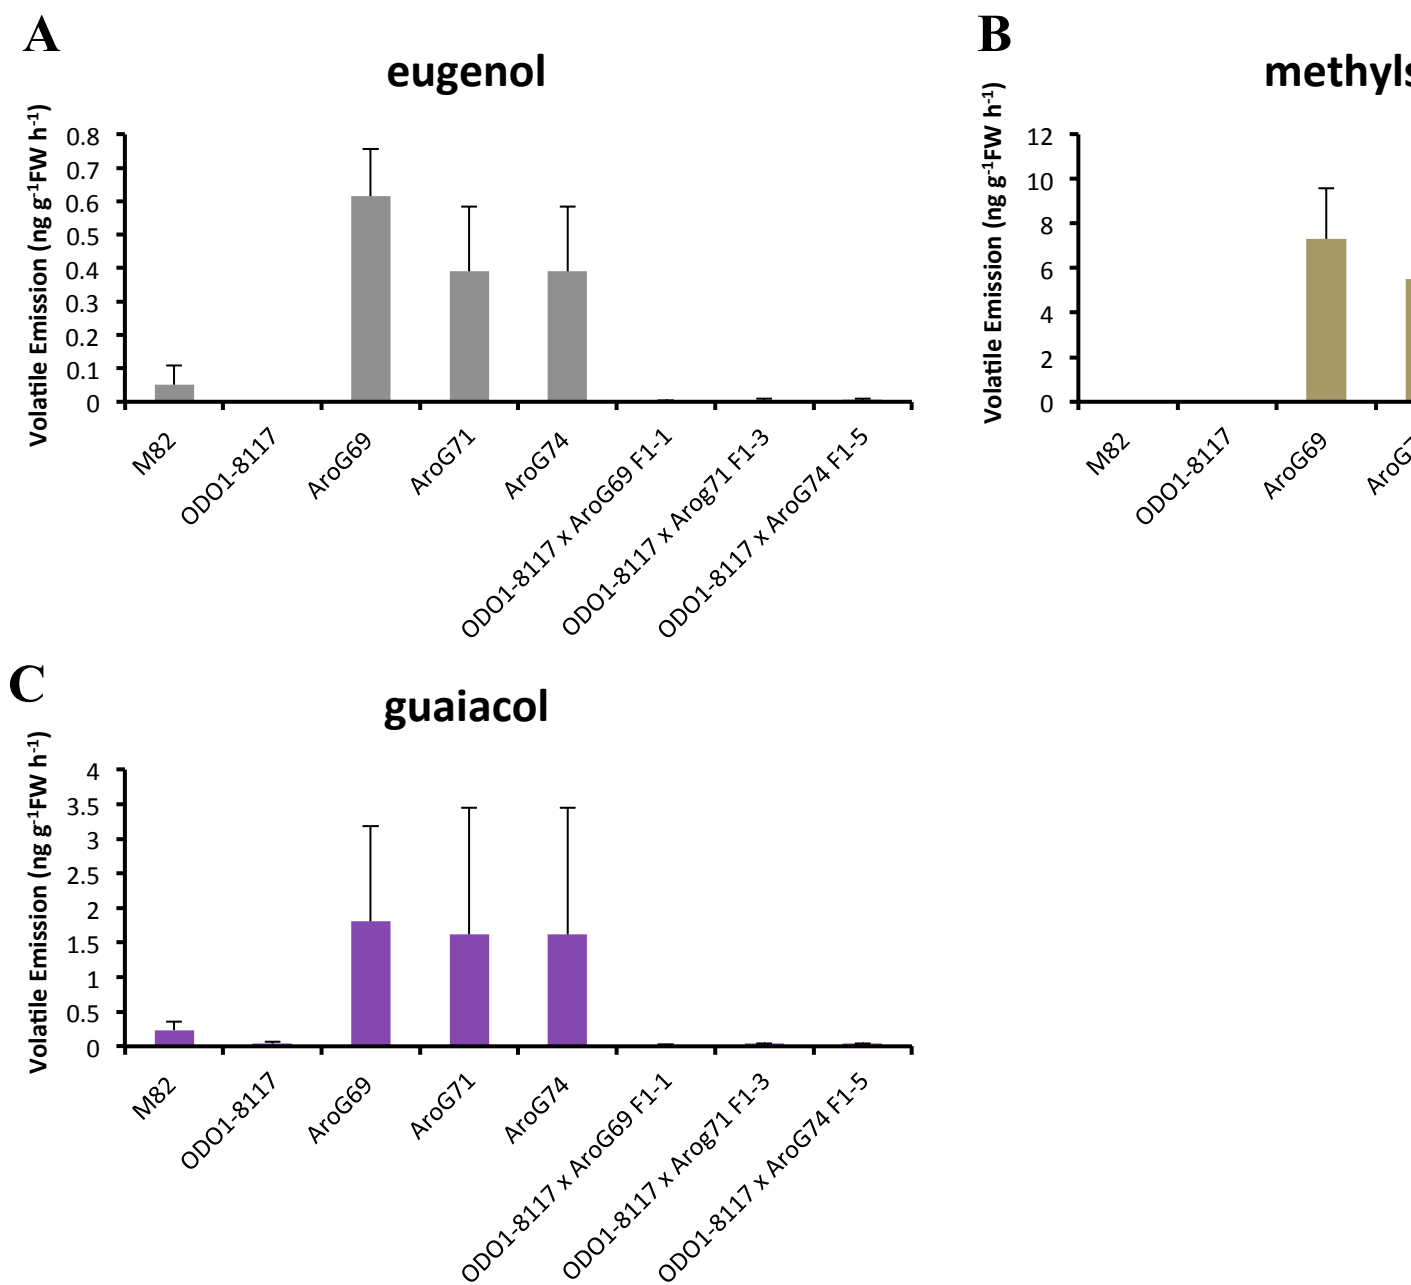 A
eugenol
Volatile Emission (ng g⁻¹FW h⁻¹)
0.8
0.7
0.6
0.5
0.4
0.3
0.2
0.1
0
M82
ODO1-8117
AroG69
AroG71
AroG74
ODO1-8117 x AroG69 F1-1
ODO1-8117 x Arog71 F1-3
ODO1-8117 x AroG74 F1-5
B
methyls
Volatile Emission (ng g⁻¹FW h⁻¹)
12
10
8
6
4
2
0
M82
ODO1-8117
AroG69
AroG7
C
guaiacol
Volatile Emission (ng g⁻¹FW h⁻¹)
4
3.5
3
2.5
2
1.5
1
0.5
0
M82
ODO1-8117
AroG69
AroG71
AroG74
ODO1-8117 x AroG69 F1-1
ODO1-8117 x Arog71 F1-3
ODO1-8117 x AroG74 F1-5